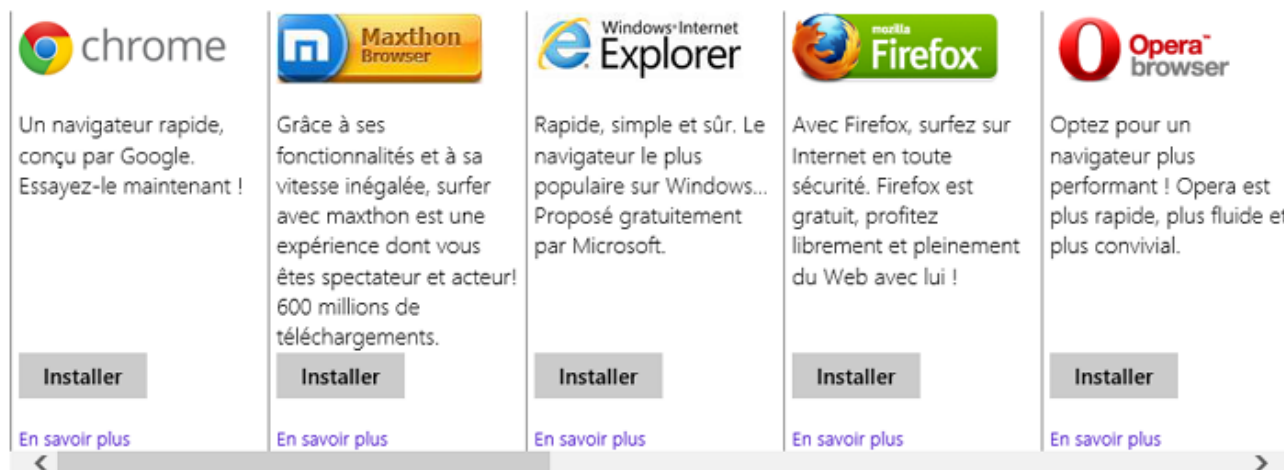 chrome
Un navigateur rapide,
conçu par Google.
Essayez-le maintenant !
Installer
En savoir plus
Maxthon
Browser
Grâce à ses
fonctionnalités et à sa
vitesse inégalée, surfer
avec maxthon est une
expérience dont vous
êtes spectateur et acteur!
600 millions de
téléchargements.
Installer
En savoir plus
Windows Internet
Explorer
Rapide, simple et sûr. Le
navigateur le plus
populaire sur Windows...
Proposé gratuitement
par Microsoft.
Installer
En savoir plus
mozilla
Firefox
Avec Firefox, surfez sur
Internet en toute
sécurité. Firefox est
gratuit, profitez
librement et pleinement
du Web avec lui !
Installer
En savoir plus
Opera™
browser
Optez pour un
navigateur plus
performant ! Opera est
plus rapide, plus fluide et
plus convivial.
Installer
En savoir plus